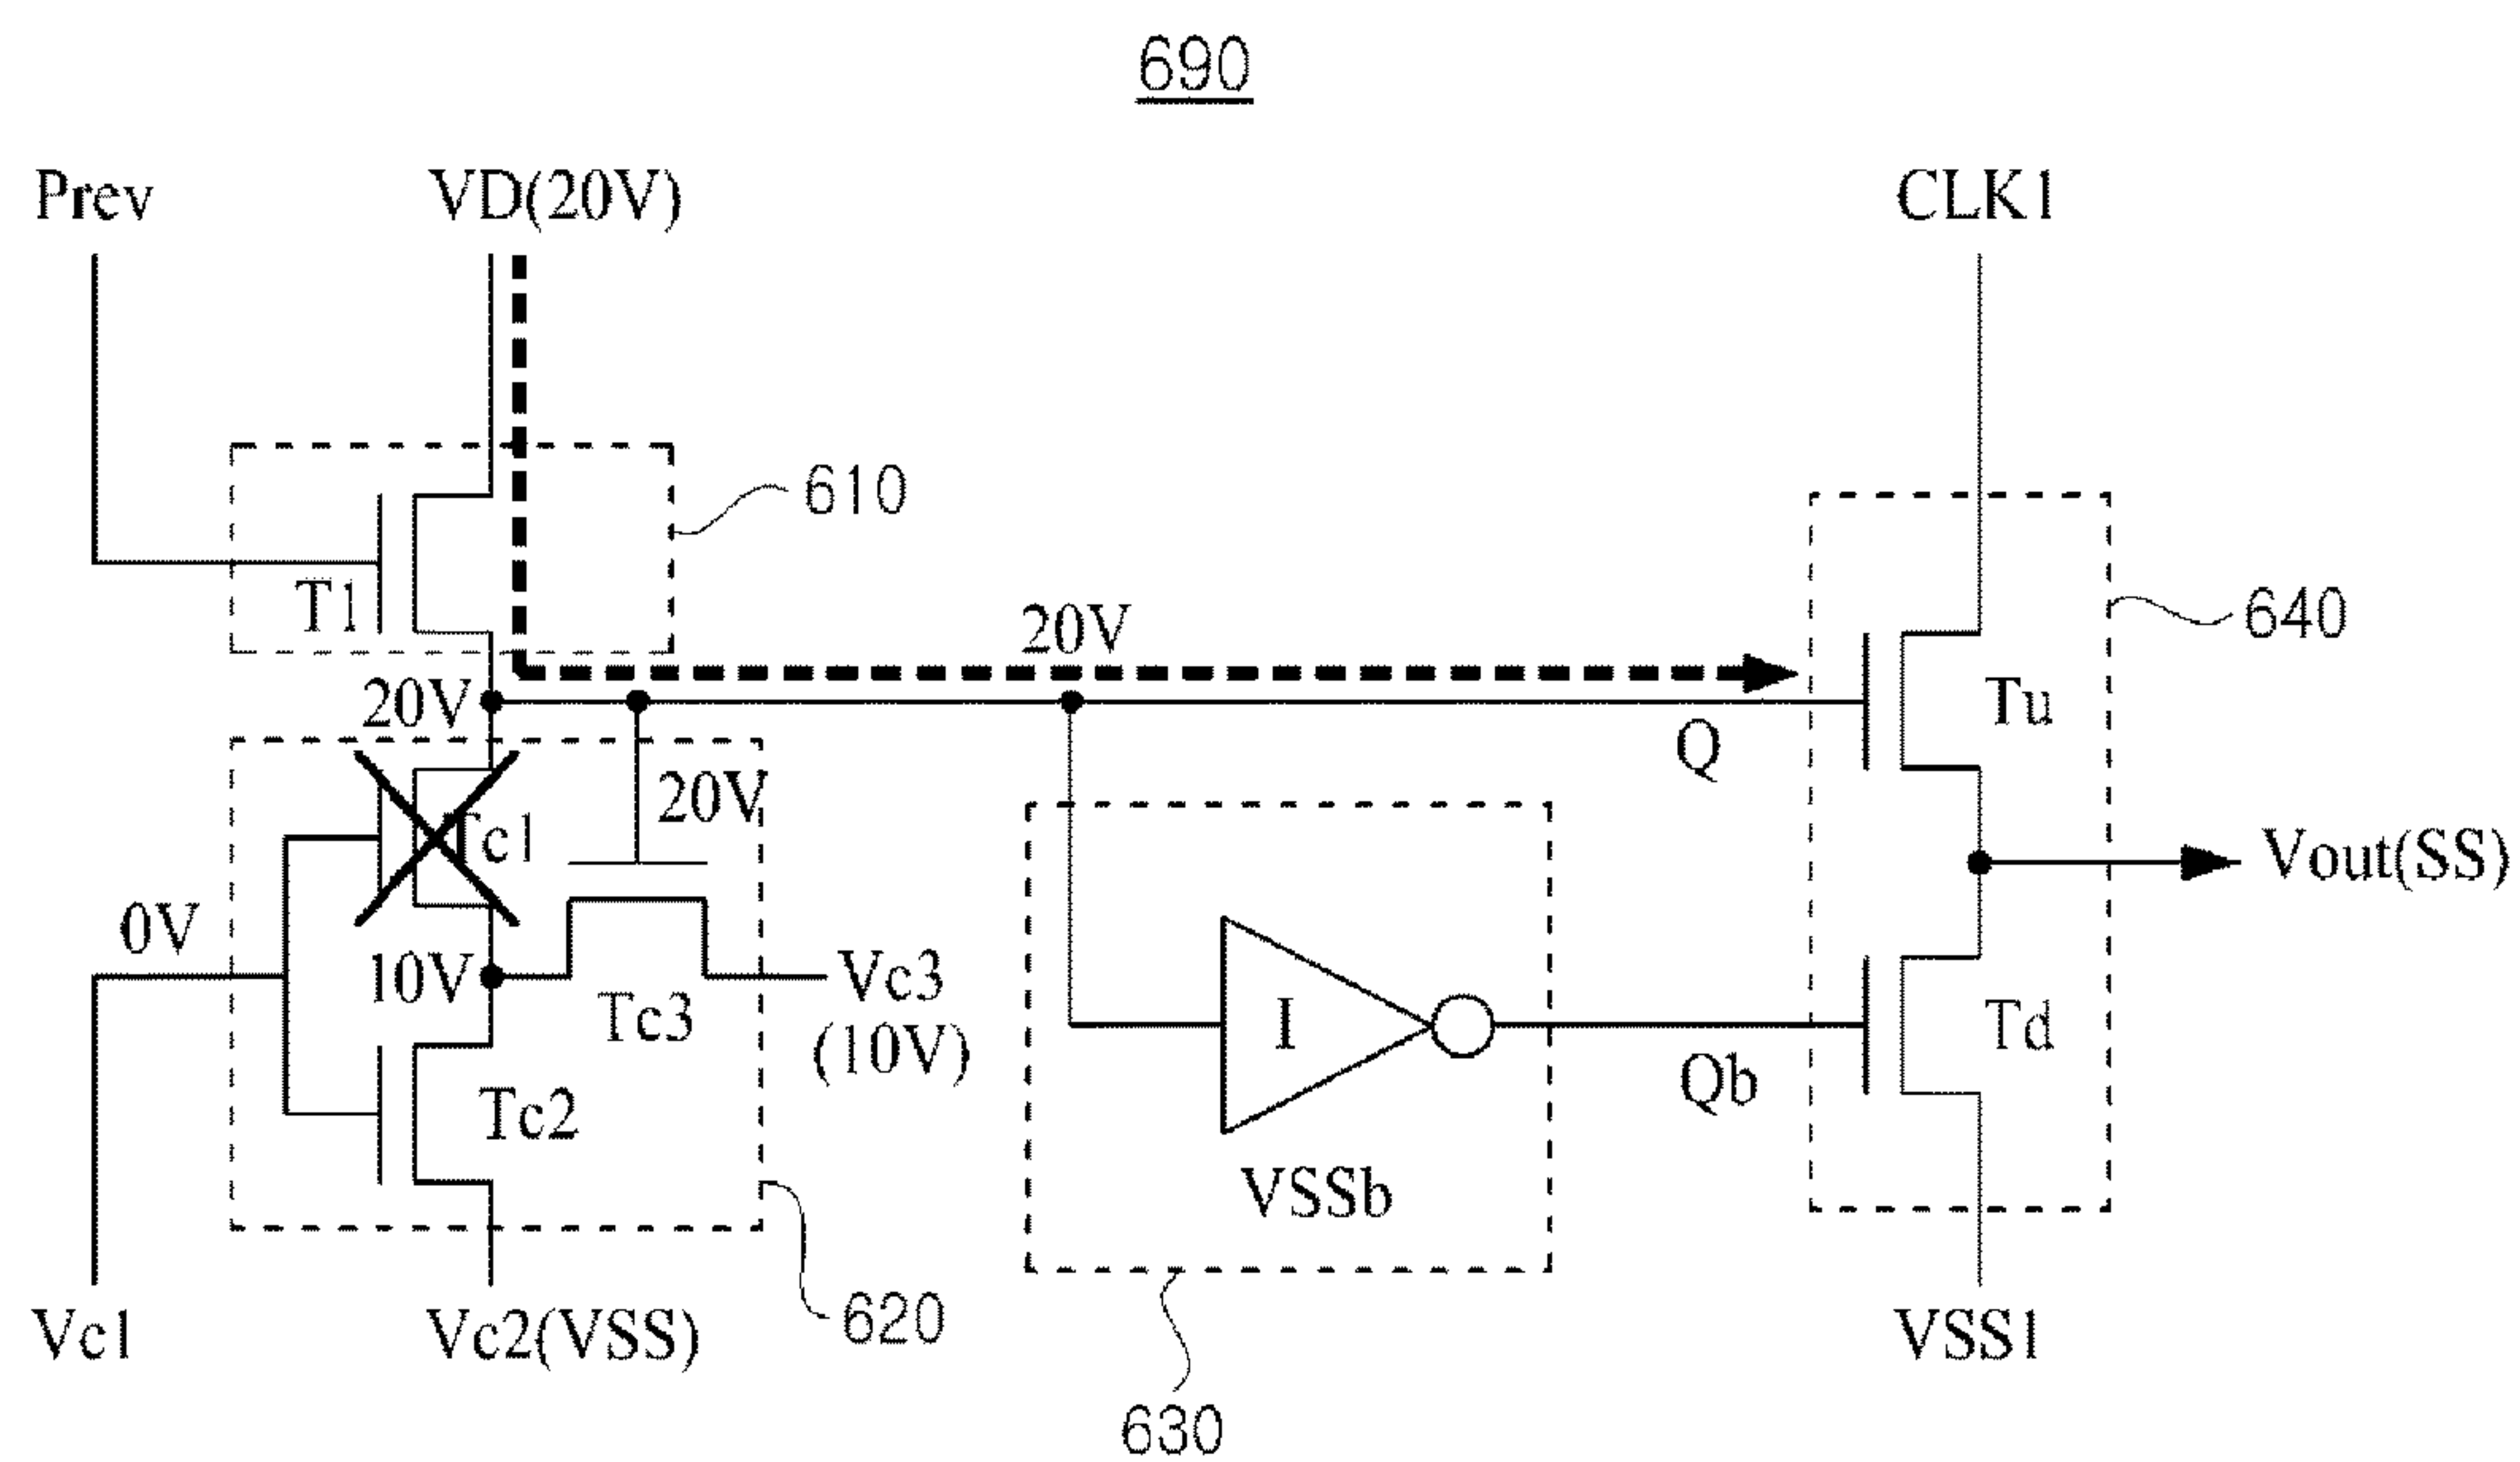 690
Prev
VD(20V)
CLK1
610
T1
20V
640
20V
Tu
Q
20V
Tc1
Vout(SS)
0V
10V
Vc3
(10V)
Tc3
I
Td
Tc2
Qb
VSSb
620
Vc1
Vc2(VSS)
VSS1
630